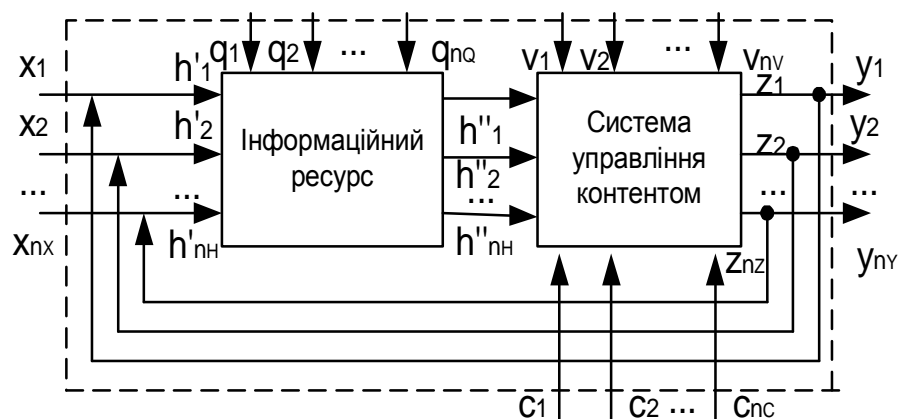 q1 q2 ... qnQ v1 v2 ... vnV
x1 h'1 z1 y1
x2 h'2 h''1 z2 y2
Інформаційний ресурс
Система управління контентом
... ... h''2 ... ... ...
xnX h'nH h''nH znZ ynY
c1 c2 ... cnC